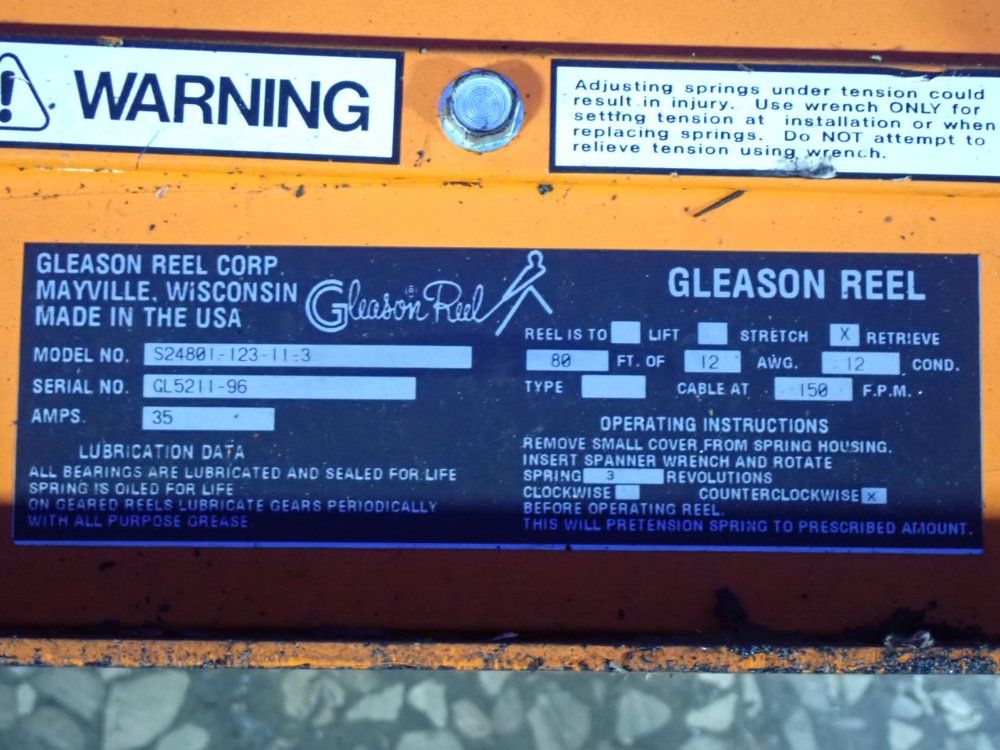 WARNING
Adjusting springs under tension could
result in injury. Use wrench ONLY for
setting tension at installation or when
replacing springs. Do NOT attempt to
relieve tension using wrench.
GLEASON REEL CORP.
MAYVILLE, WISCONSIN
MADE IN THE USA
Gleason Reel ®
MODEL NO. S24801-123-11-3
SERIAL NO. GL5211-96
AMPS. 35
LUBRICATION DATA
ALL BEARINGS ARE LUBRICATED AND SEALED FOR LIFE
SPRING IS OILED FOR LIFE
ON GEARED REELS LUBRICATE GEARS PERIODICALLY
WITH ALL PURPOSE GREASE.
GLEASON REEL
REEL IS TO LIFT STRETCH X RETRIEVE
80 FT. OF 12 AWG. 12 COND.
TYPE CABLE AT 150 F.P.M.
OPERATING INSTRUCTIONS
REMOVE SMALL COVER FROM SPRING HOUSING.
INSERT SPANNER WRENCH AND ROTATE
SPRING 3 REVOLUTIONS
CLOCKWISE COUNTERCLOCKWISE X
BEFORE OPERATING REEL.
THIS WILL PRETENSION SPRING TO PRESCRIBED AMOUNT.